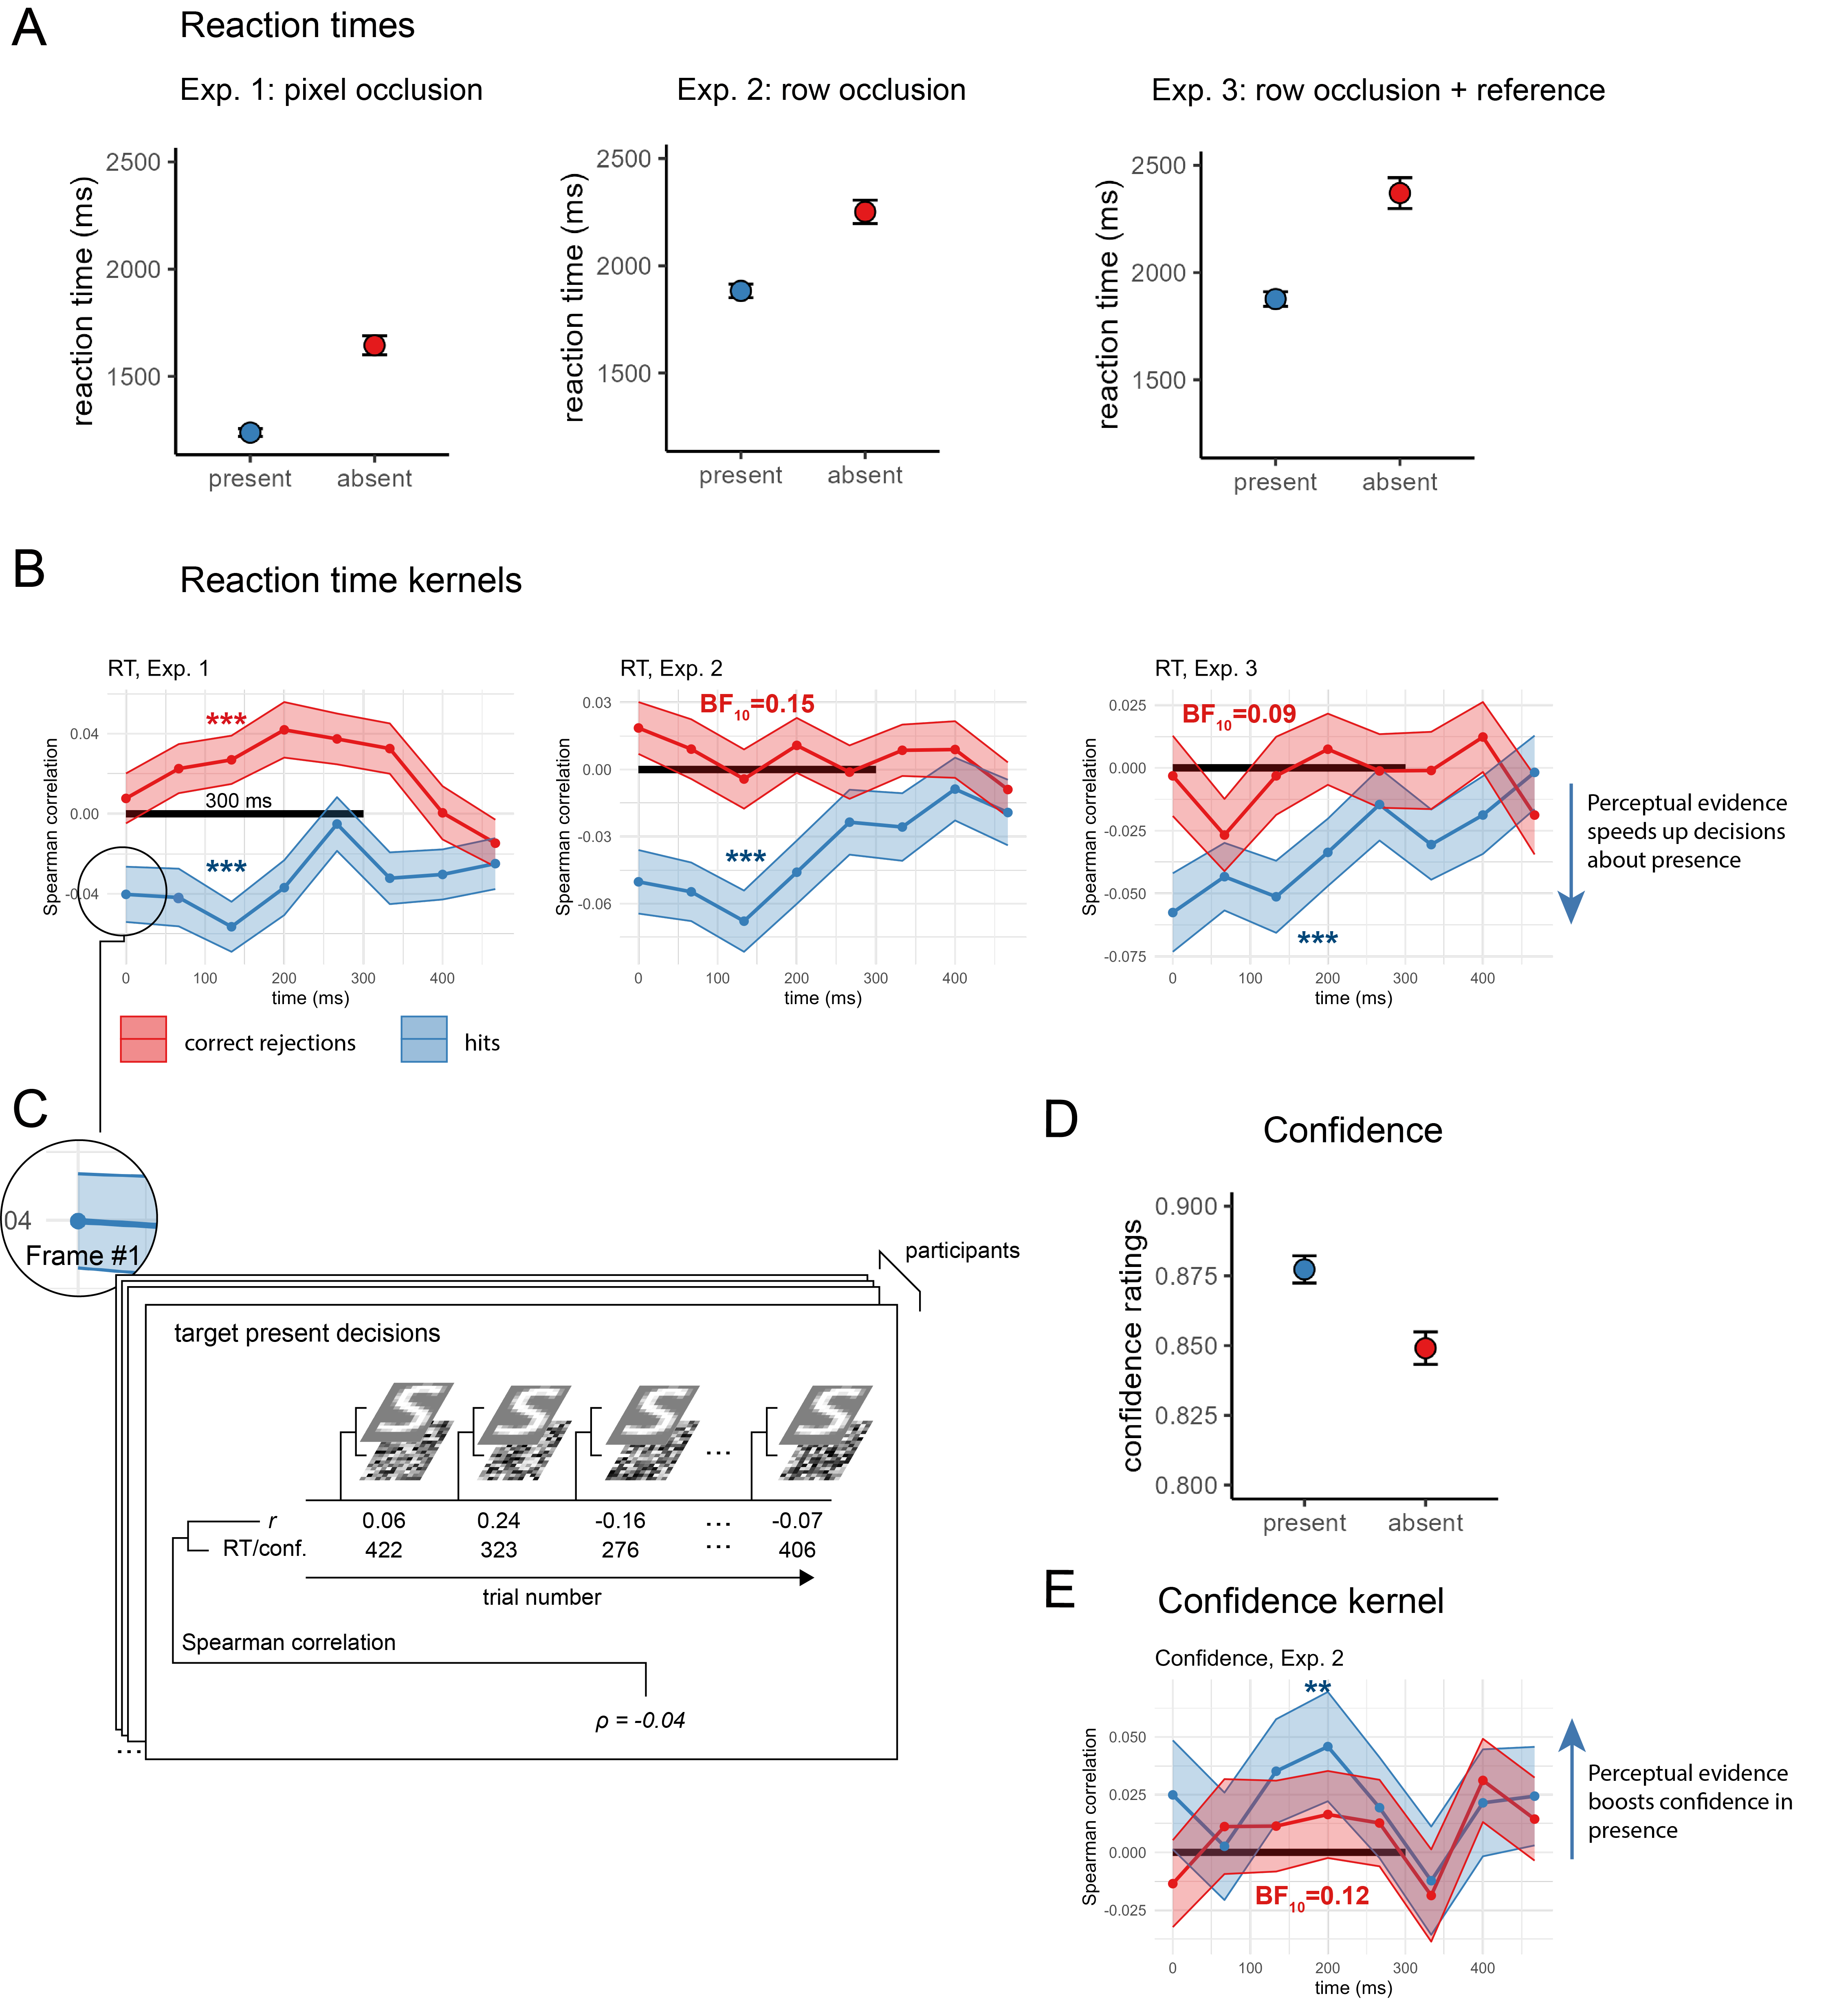 A
Reaction times
Exp. 1: pixel occlusion
Exp. 2: row occlusion
Exp. 3: row occlusion + reference
reaction time (ms)
2500
2000
1500
present
absent
reaction time (ms)
2500
2000
1500
present
absent
reaction time (ms)
2500
2000
1500
present
absent
B
Reaction time kernels
RT, Exp. 1
Spearman correlation
0.04
0.00
-0.04
***
300 ms
***
0
100
200
300
400
time (ms)
RT, Exp. 2
Spearman correlation
0.03
0.00
-0.03
-0.06
BF10=0.15
***
0
100
200
300
400
time (ms)
RT, Exp. 3
Spearman correlation
0.025
0.000
-0.025
-0.050
-0.075
BF10=0.09
***
0
100
200
300
400
time (ms)
Perceptual evidence
speeds up decisions
about presence
correct rejections
hits
C
04
Frame #1
participants
target present decisions
S S S ... S
r 0.06 0.24 -0.16 ... -0.07
RT/conf. 422 323 276 ... 406
trial number
Spearman correlation
ρ = -0.04
...
D
Confidence
confidence ratings
0.900
0.875
0.850
0.825
0.800
present
absent
E
Confidence kernel
Confidence, Exp. 2
Spearman correlation
0.050
0.025
0.000
-0.025
**
BF10=0.12
0
100
200
300
400
time (ms)
Perceptual evidence
boosts confidence in
presence